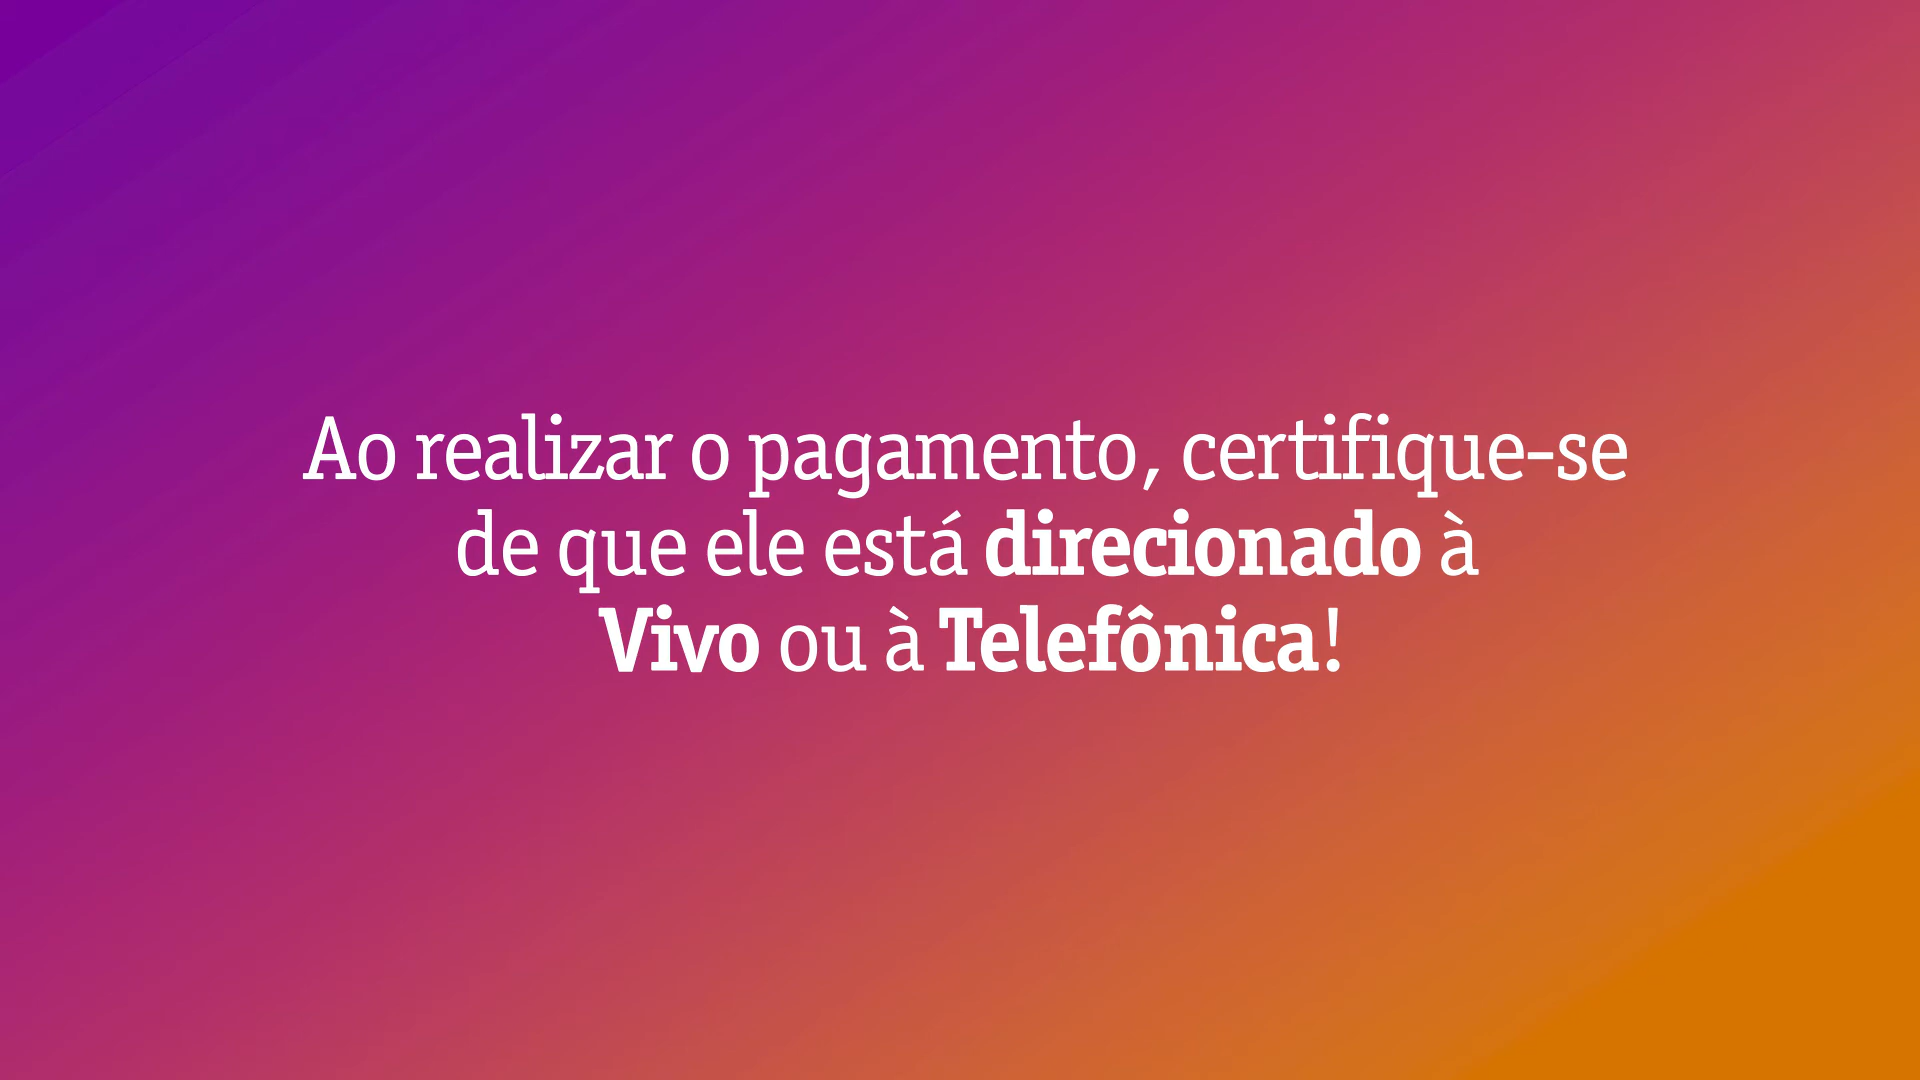 Ao realizar o pagamento, certifique-se
de que ele está direcionado à
Vivo ou à Telefônica!